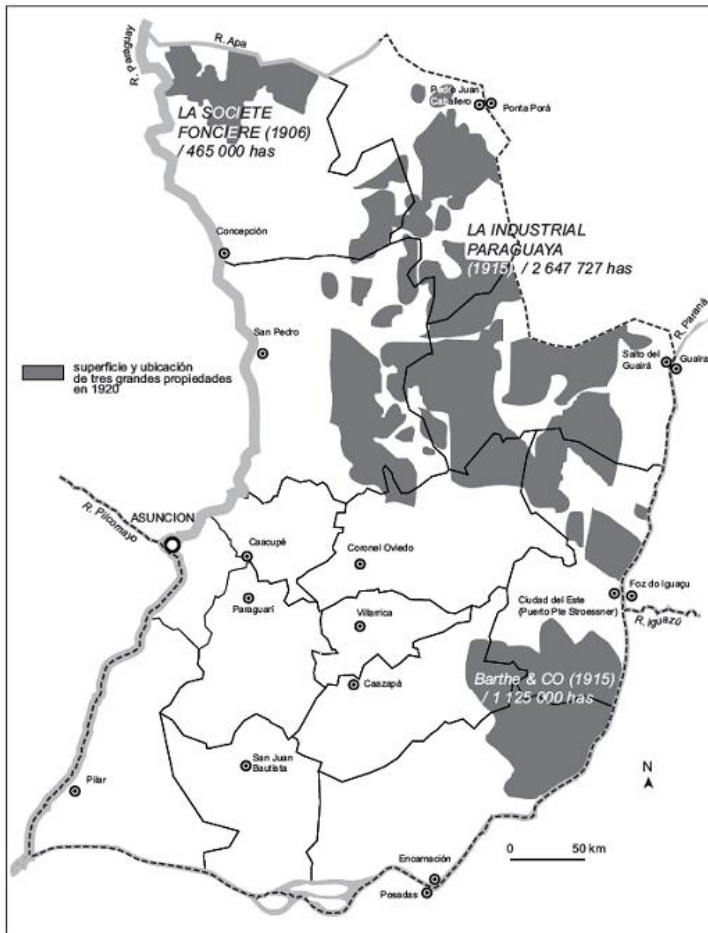 R. Paraguay
R. Apa
LA SOCIETE
FONCIERE (1906)
/ 465 000 has
Pedro Juan
Caballero
Ponta Porá
LA INDUSTRIAL
PARAGUAYA
(1915) / 2 647 727 has
Concepción
San Pedro
R. Paraná
Salto del
Guairá
Guaíra
superficie y ubicación
de tres grandes propiedades
en 1920
R. Pilcomayo
ASUNCION
Caacupé
Coronel Oviedo
Paraguarí
Villarrica
Ciudad del Este
(Puerto Pte Stroessner)
Foz do Iguaçu
R. Iguazú
Barthe & CO (1915)
/ 1 125 000 has
Caazapá
San Juan
Bautista
Pilar
N
0 50 km
Encarnación
Posadas